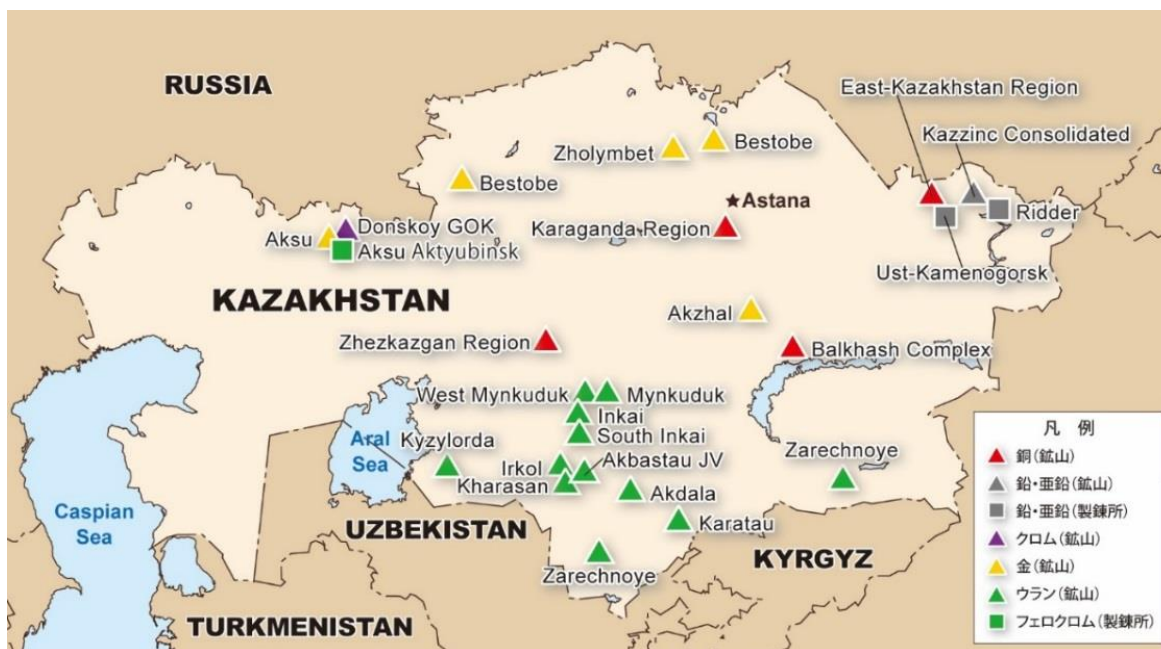 RUSSIA
East-Kazakhstan Region
Kazzinc Consolidated
Zholymbet
Bestobe
Bestobe
Astana
Ridder
Aksu
Donskoy GOK
Karaganda Region
Aksu Aktyubinsk
Ust-Kamenogorsk
KAZAKHSTAN
Akzhal
Zhezkazgan Region
Balkhash Complex
West Mynkuduk
Mynkuduk
Inkai
Aral
Sea
Kyzylorda
South Inkai
Irkol
Akbastau JV
Zarechnoye
Kharasan
Akdala
Caspian
Sea
UZBEKISTAN
Karatau
KYRGYZ
Zarechnoye
TURKMENISTAN
凡 例
銅(鉱山)
鉛・亜鉛(鉱山)
鉛・亜鉛(製錬所)
クロム(鉱山)
金(鉱山)
ウラン(鉱山)
フェロクロム(製錬所)